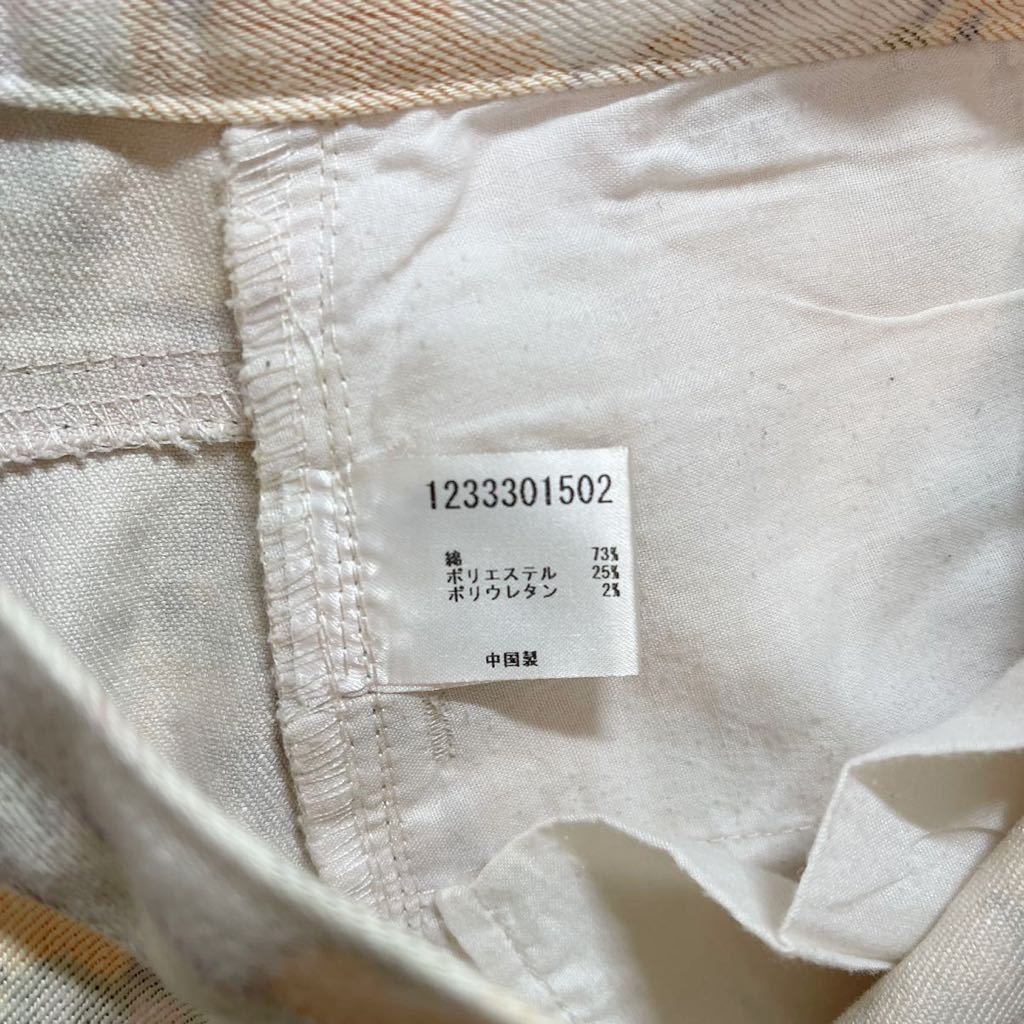 1233301502
綿 73%
ポリエステル 25%
ポリウレタン 2%
中国製